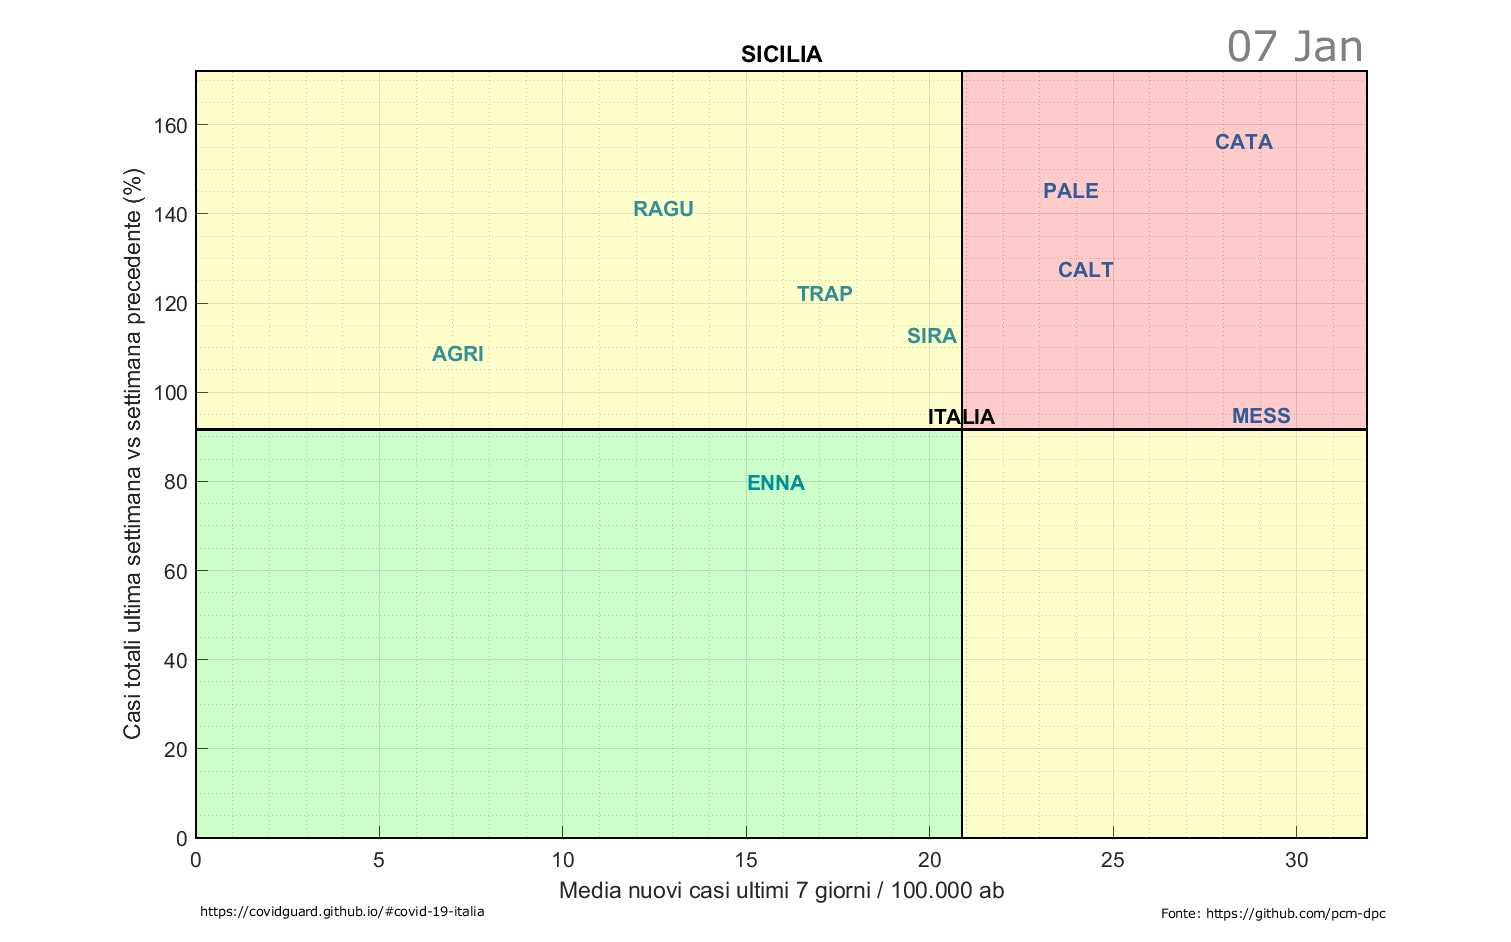 07 Jan
SICILIA
Casi totali ultima settimana vs settimana precedente (%)
160
140
120
100
80
60
40
20
0
CATA
PALE
RAGU
CALT
TRAP
SIRA
AGRI
ITALIA
MESS
ENNA
0 5 10 15 20 25 30
Media nuovi casi ultimi 7 giorni / 100.000 ab
https://covidguard.github.io/#covid-19-italia
Fonte: https://github.com/pcm-dpc